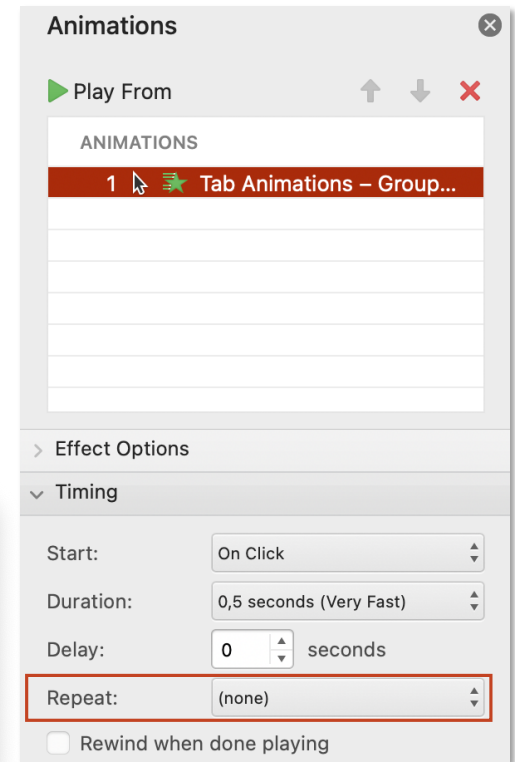 Animations
Play From
ANIMATIONS
1 Tab Animations – Group...
Effect Options
Timing
Start: On Click
Duration: 0,5 seconds (Very Fast)
Delay: 0 seconds
Repeat: (none)
Rewind when done playing